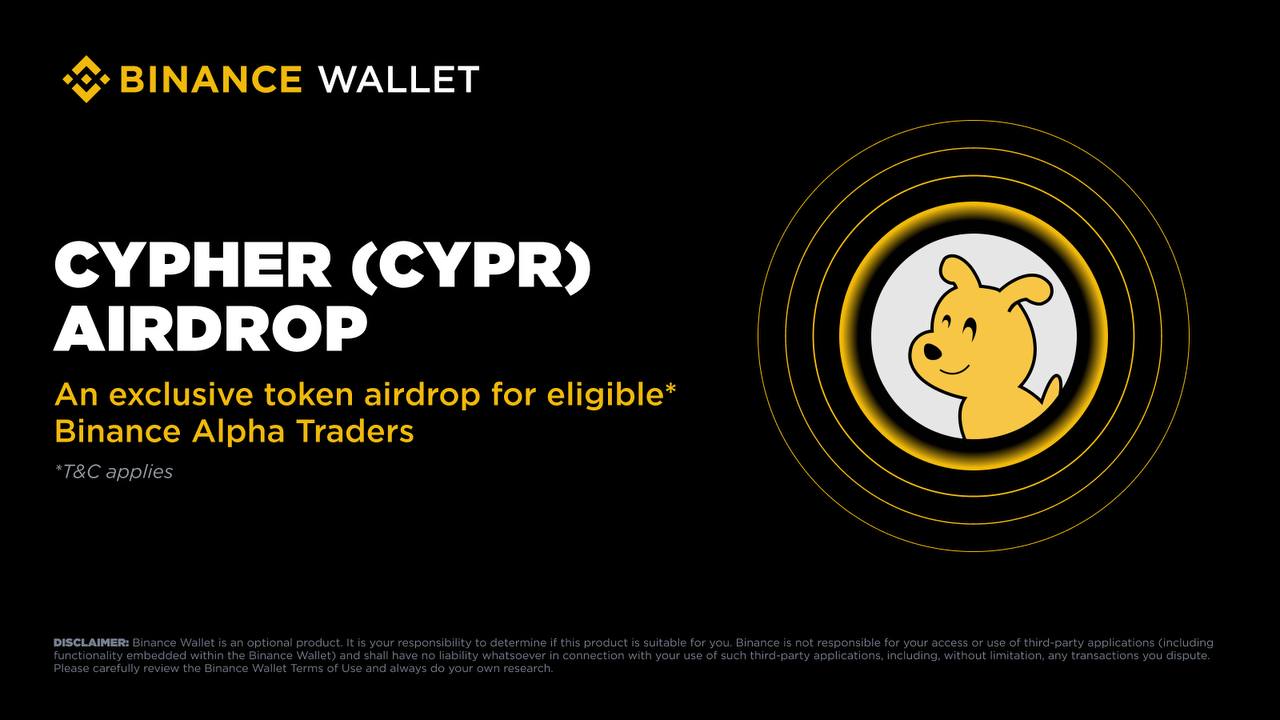 BINANCE WALLET
CYPHER (CYPR)
AIRDROP
An exclusive token airdrop for eligible*
Binance Alpha Traders
*T&C applies
DISCLAIMER: Binance Wallet is an optional product. It is your responsibility to determine if this product is suitable for you. Binance is not responsible for your access or use of third-party applications (including
functionality embedded within the Binance Wallet) and shall have no liability whatsoever in connection with your use of such third-party applications, including, without limitation, any transactions you dispute.
Please carefully review the Binance Wallet Terms of Use and always do your own research.